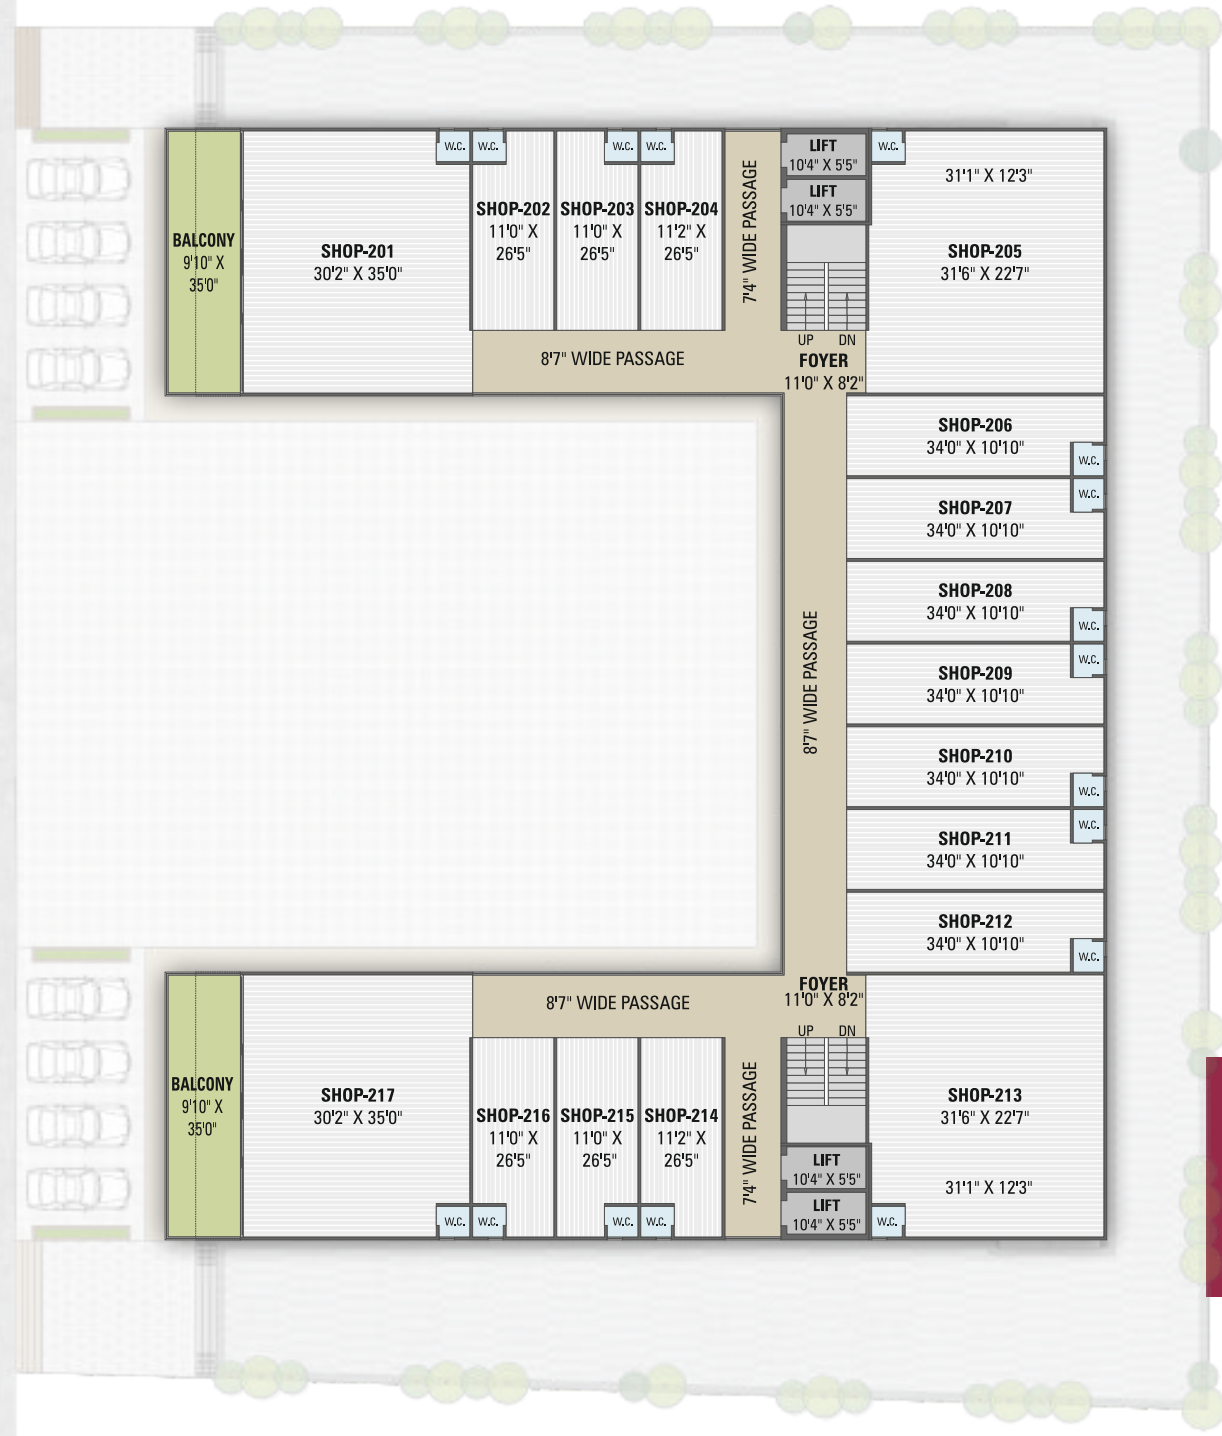 W.C.
W.C.
W.C.
W.C.
LIFT
10'4" X 5'5"
LIFT
10'4" X 5'5"
W.C.
31'1" X 12'3"
BALCONY
9'10" X
35'0"
SHOP-201
30'2" X 35'0"
SHOP-202
11'0" X
26'5"
SHOP-203
11'0" X
26'5"
SHOP-204
11'2" X
26'5"
7'4" WIDE PASSAGE
SHOP-205
31'6" X 22'7"
UP
DN
8'7" WIDE PASSAGE
FOYER
11'0" X 8'2"
SHOP-206
34'0" X 10'10"
W.C.
SHOP-207
34'0" X 10'10"
W.C.
SHOP-208
34'0" X 10'10"
W.C.
8'7" WIDE PASSAGE
SHOP-209
34'0" X 10'10"
W.C.
SHOP-210
34'0" X 10'10"
W.C.
SHOP-211
34'0" X 10'10"
W.C.
SHOP-212
34'0" X 10'10"
W.C.
8'7" WIDE PASSAGE
FOYER
11'0" X 8'2"
UP
DN
BALCONY
9'10" X
35'0"
SHOP-217
30'2" X 35'0"
SHOP-216
11'0" X
26'5"
SHOP-215
11'0" X
26'5"
SHOP-214
11'2" X
26'5"
7'4" WIDE PASSAGE
SHOP-213
31'6" X 22'7"
LIFT
10'4" X 5'5"
LIFT
10'4" X 5'5"
31'1" X 12'3"
W.C.
W.C.
W.C.
W.C.
W.C.